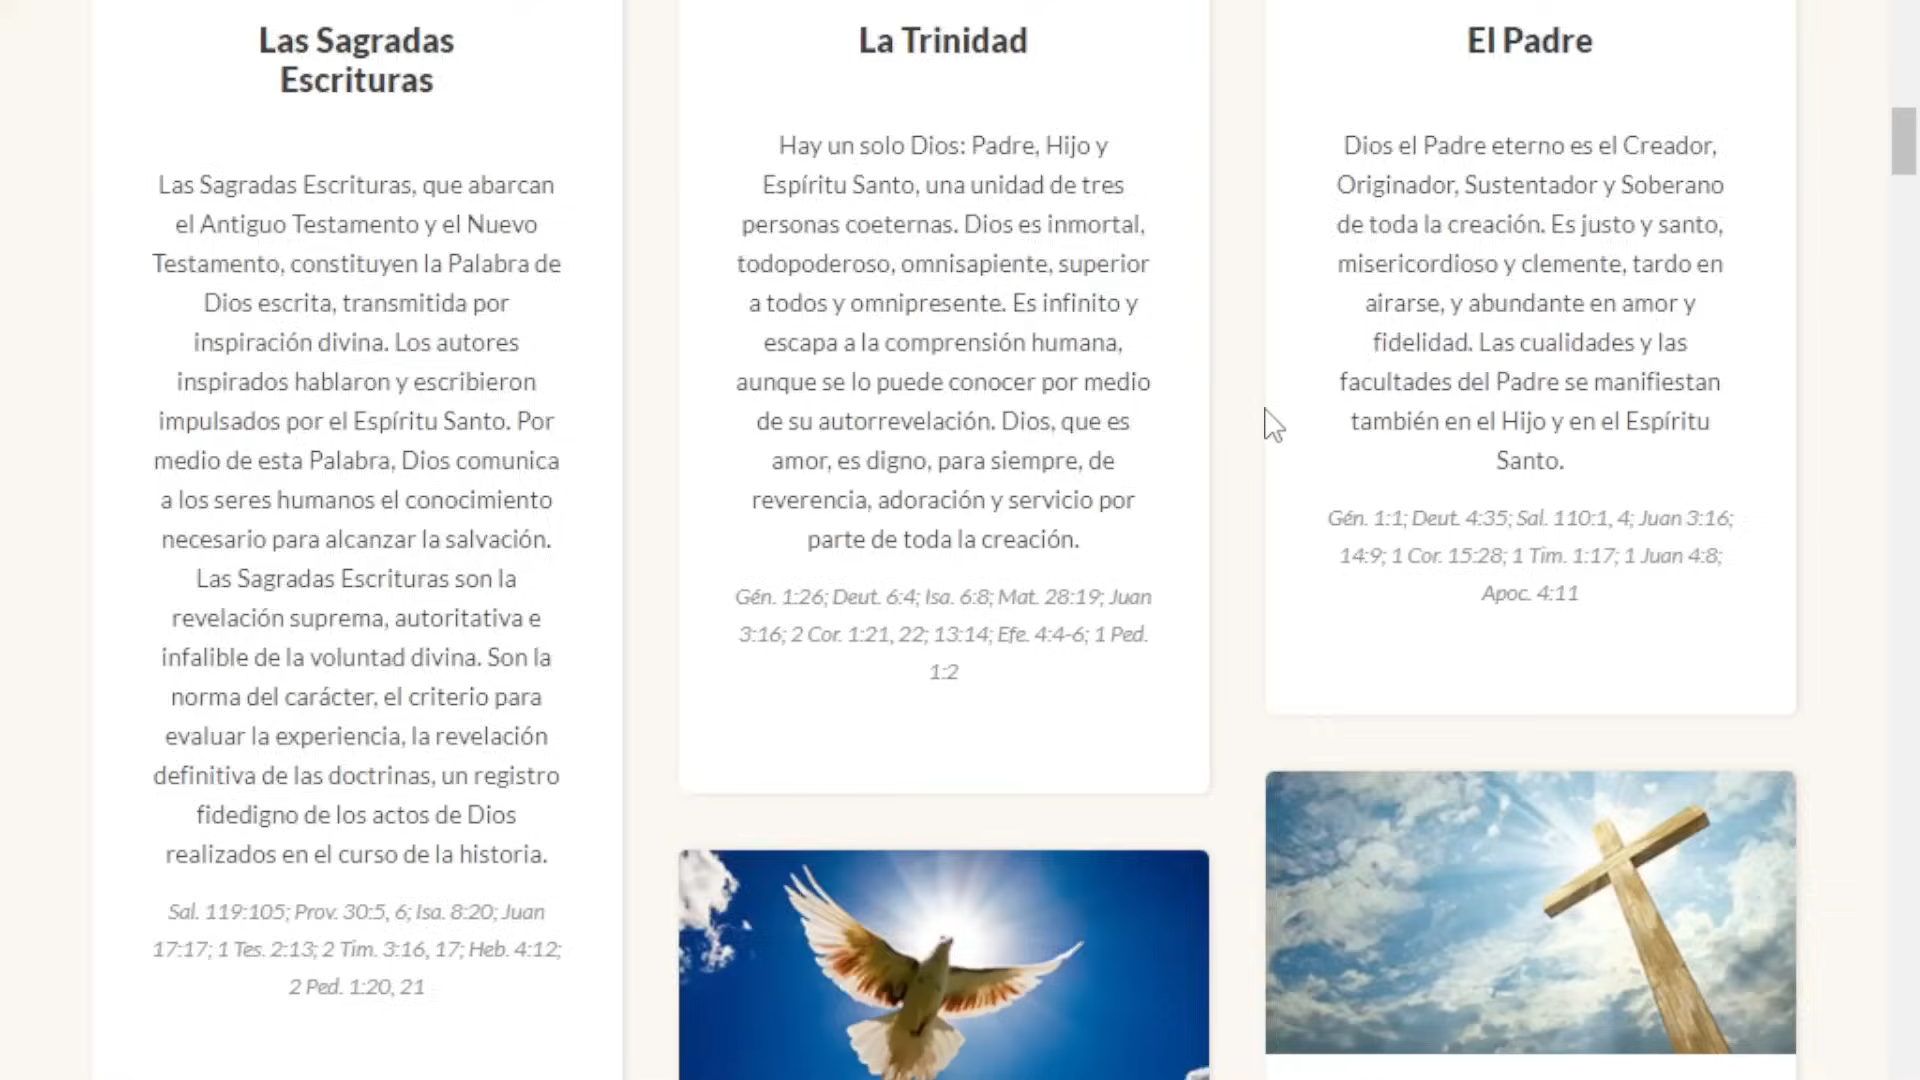 Las Sagradas
Escrituras
Las Sagradas Escrituras, que abarcan
el Antiguo Testamento y el Nuevo
Testamento, constituyen la Palabra de
Dios escrita, transmitida por
inspiración divina. Los autores
inspirados hablaron y escribieron
impulsados por el Espíritu Santo. Por
medio de esta Palabra, Dios comunica
a los seres humanos el conocimiento
necesario para alcanzar la salvación.
Las Sagradas Escrituras son la
revelación suprema, autoritativa e
infalible de la voluntad divina. Son la
norma del carácter, el criterio para
evaluar la experiencia, la revelación
definitiva de las doctrinas, un registro
fidedigno de los actos de Dios
realizados en el curso de la historia.
Sal. 119:105; Prov. 30:5, 6; Isa. 8:20; Juan
17:17; 1 Tes. 2:13; 2 Tim. 3:16, 17; Heb. 4:12;
2 Ped. 1:20, 21
La Trinidad
Hay un solo Dios: Padre, Hijo y
Espíritu Santo, una unidad de tres
personas coeternas. Dios es inmortal,
todopoderoso, omnisapiente, superior
a todos y omnipresente. Es infinito y
escapa a la comprensión humana,
aunque se lo puede conocer por medio
de su autorrevelación. Dios, que es
amor, es digno, para siempre, de
reverencia, adoración y servicio por
parte de toda la creación.
Gén. 1:26; Deut. 6:4; Isa. 6:8; Mat. 28:19; Juan
3:16; 2 Cor. 1:21, 22; 13:14; Efe. 4:4-6; 1 Ped.
1:2
El Padre
Dios el Padre eterno es el Creador,
Originador, Sustentador y Soberano
de toda la creación. Es justo y santo,
misericordioso y clemente, tardo en
airarse, y abundante en amor y
fidelidad. Las cualidades y las
facultades del Padre se manifiestan
también en el Hijo y en el Espíritu
Santo.
Gén. 1:1; Deut. 4:35; Sal. 110:1, 4; Juan 3:16;
14:9; 1 Cor. 15:28; 1 Tim. 1:17; 1 Juan 4:8;
Apoc. 4:11